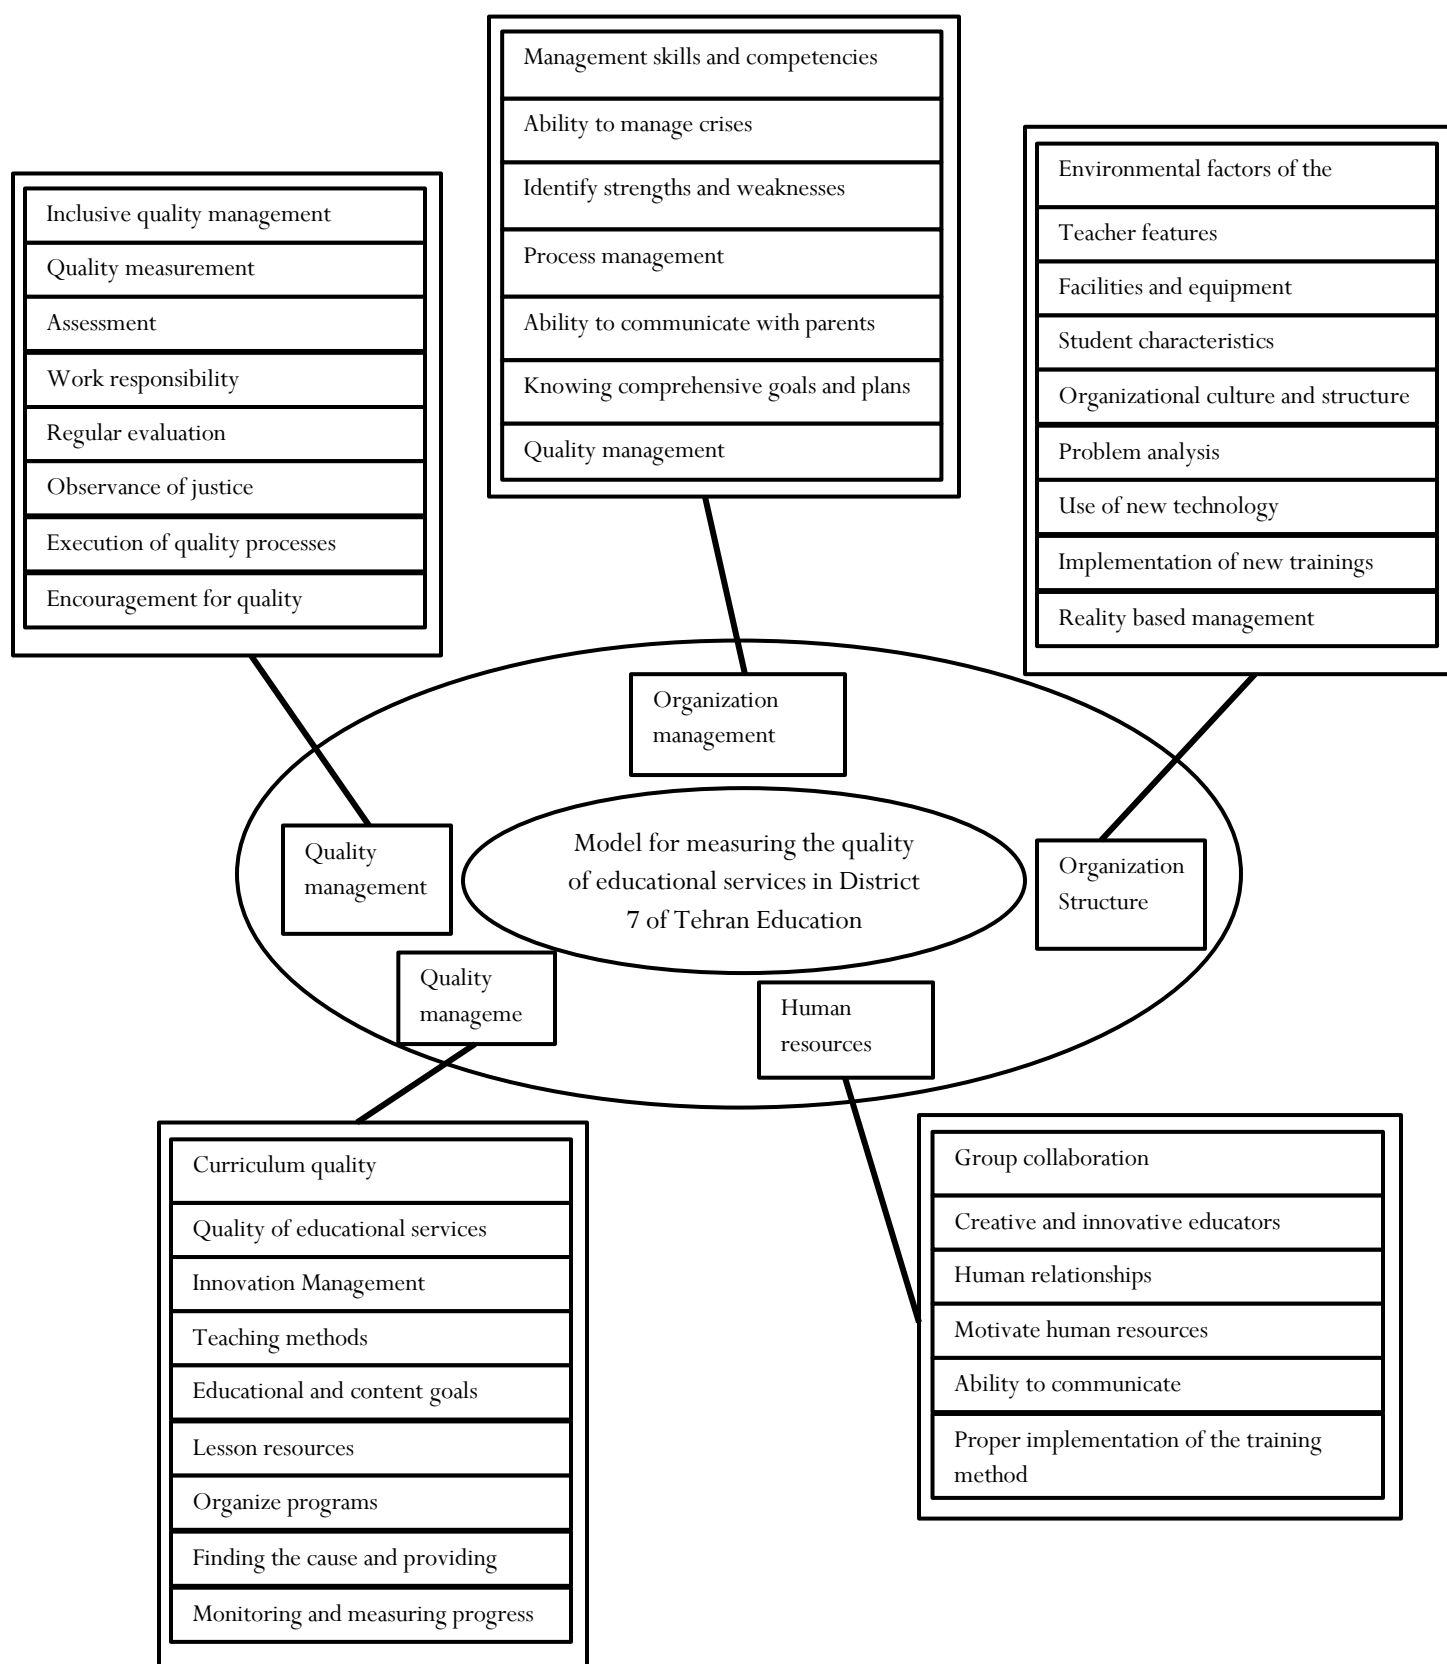 Management skills and competencies
Ability to manage crises
Identify strengths and weaknesses
Process management
Ability to communicate with parents
Knowing comprehensive goals and plans
Quality management
Environmental factors of the
Teacher features
Facilities and equipment
Student characteristics
Organizational culture and structure
Problem analysis
Use of new technology
Implementation of new trainings
Reality based management
Inclusive quality management
Quality measurement
Assessment
Work responsibility
Regular evaluation
Observance of justice
Execution of quality processes
Encouragement for quality
Organization
management
Quality
management
Model for measuring the quality
of educational services in District
7 of Tehran Education
Organization
Structure
Quality
manageme
Human
resources
Curriculum quality
Quality of educational services
Innovation Management
Teaching methods
Educational and content goals
Lesson resources
Organize programs
Finding the cause and providing
Monitoring and measuring progress
Group collaboration
Creative and innovative educators
Human relationships
Motivate human resources
Ability to communicate
Proper implementation of the training
method